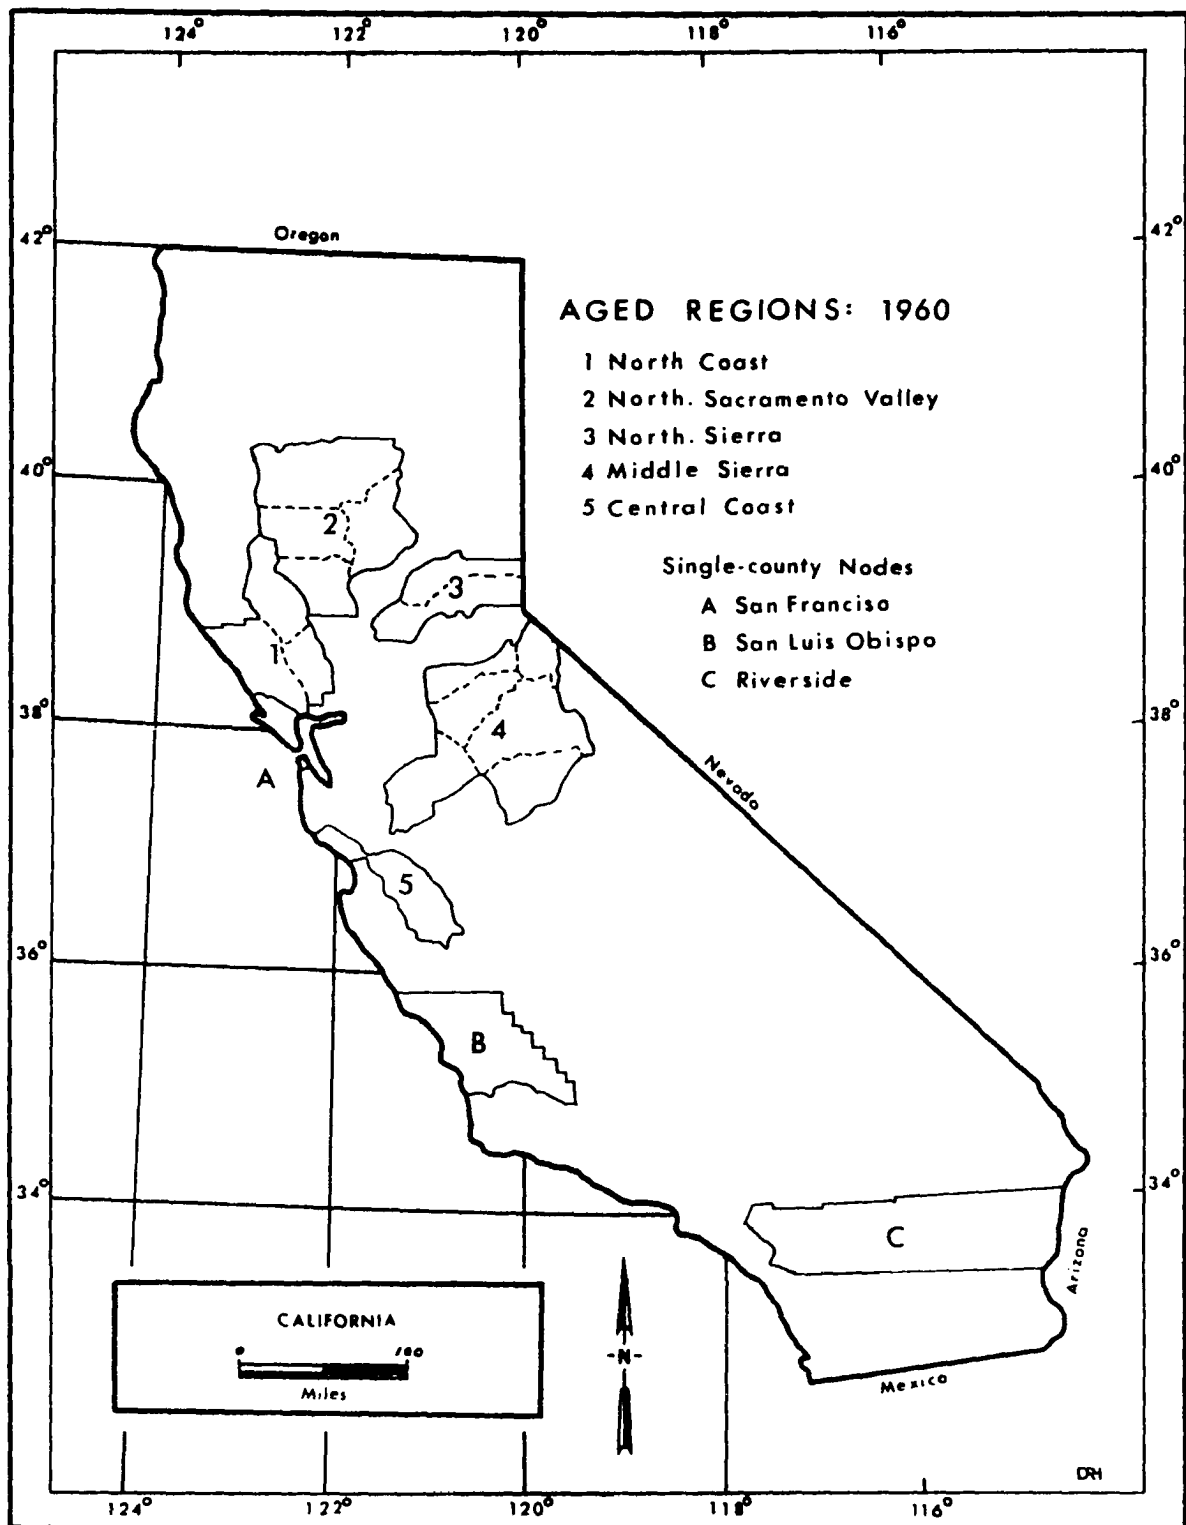 124° 122° 120° 118° 116°
42° Oregon 42°
AGED REGIONS: 1960
1 North Coast
2 North. Sacramento Valley
3 North. Sierra
4 Middle Sierra
5 Central Coast
Single-county Nodes
A San Franciso
B San Luis Obispo
C Riverside
40° 40°
2
3
1
38° 38°
4
A
Nevada
5
36° 36°
B
34° 34°
C
Arizona
CALIFORNIA
0 100
Miles
-N-
Mexico
DRH
124° 122° 120° 118° 116°